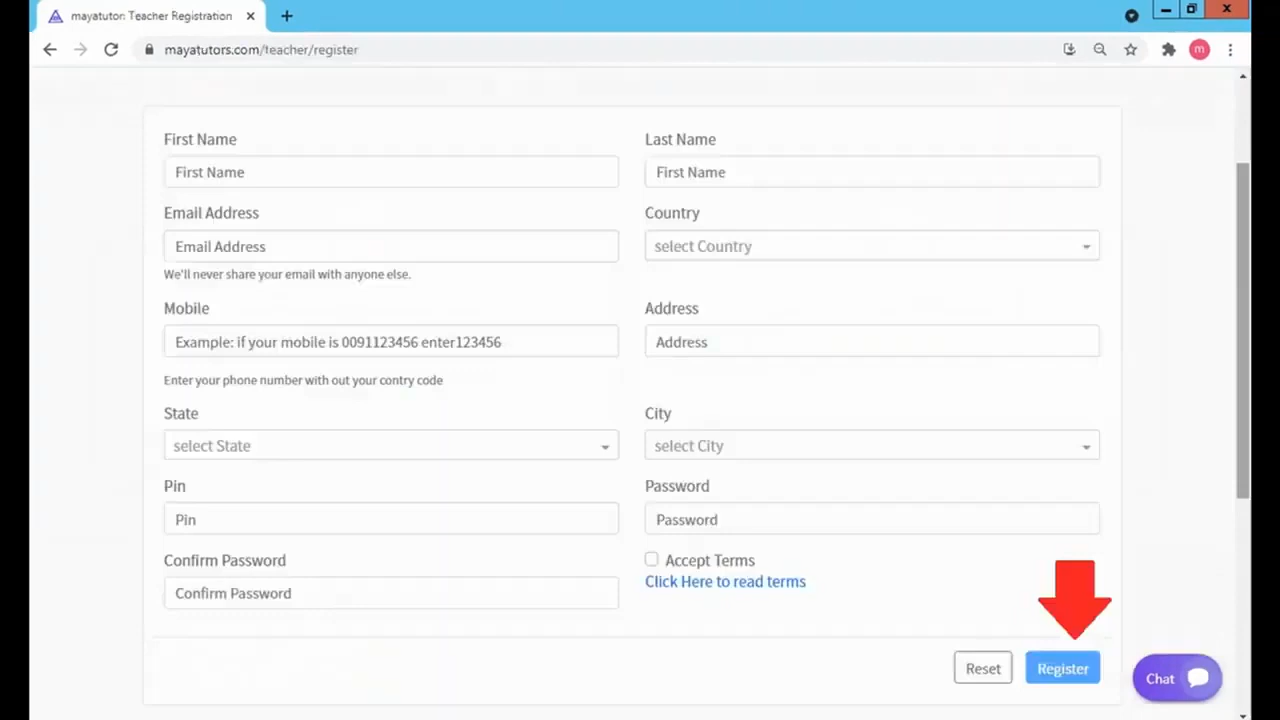 mayatutor: Teacher Registration
mayatutors.com/teacher/register
m
First Name
Last Name
First Name
First Name
Email Address
Country
Email Address
select Country
We'll never share your email with anyone else.
Mobile
Address
Example: if your mobile is 0091123456 enter123456
Address
Enter your phone number with out your contry code
State
City
select State
select City
Pin
Password
Pin
Password
Confirm Password
Accept Terms
Click Here to read terms
Confirm Password
Reset
Register
Chat